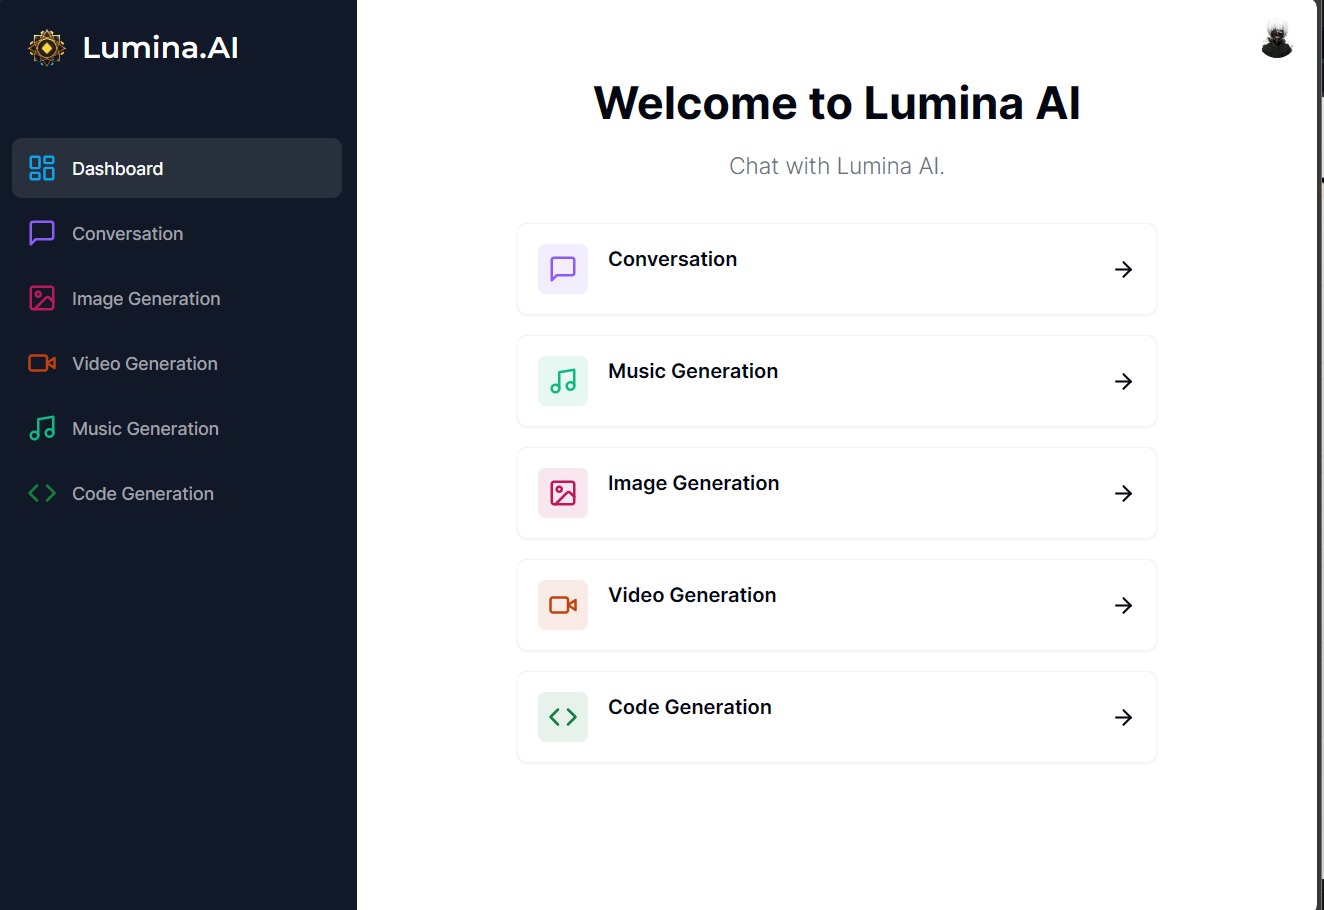 Lumina.AI
Dashboard
Conversation
Image Generation
Video Generation
Music Generation
Code Generation
Welcome to Lumina AI
Chat with Lumina AI.
Conversation
Music Generation
Image Generation
Video Generation
Code Generation